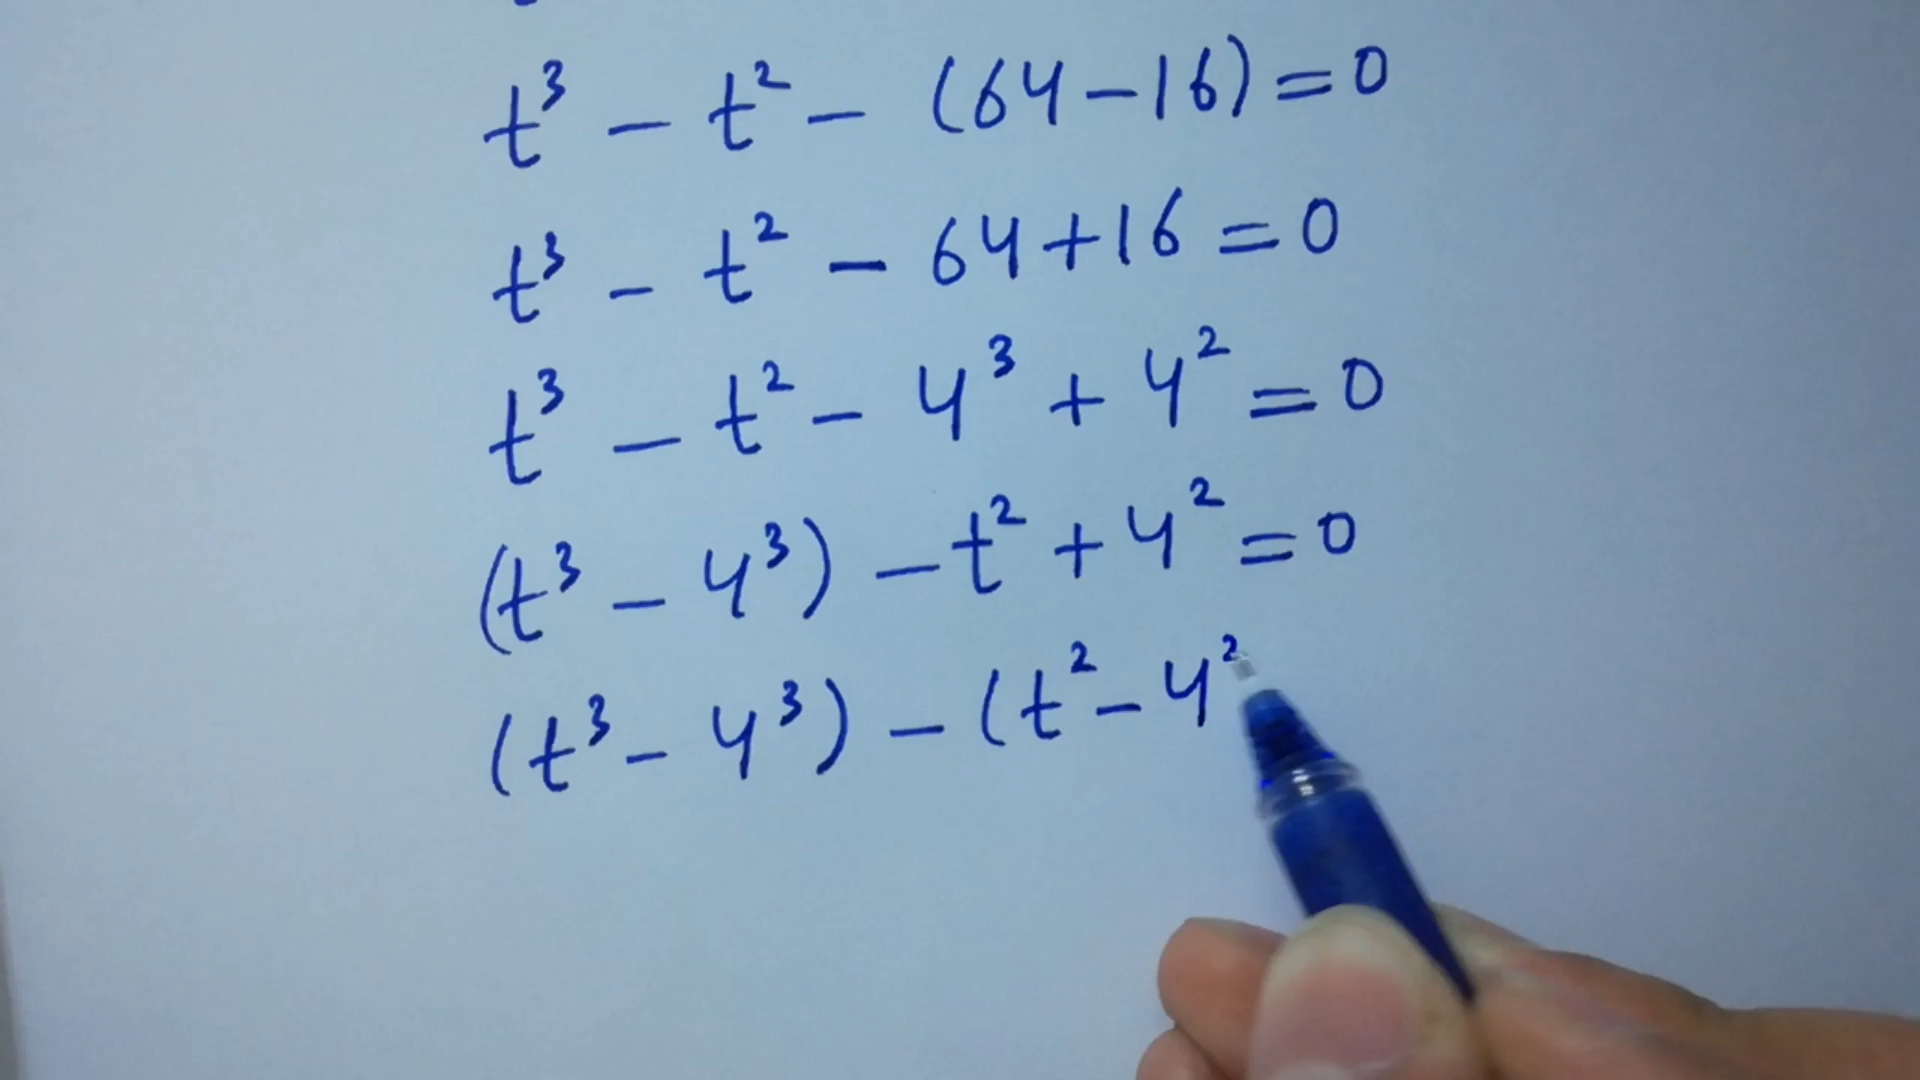 t³ - t² - (64-16) = 0
t³ - t² - 64+16 = 0
t³ - t² - 4³ + 4² = 0
(t³ - 4³) - t² + 4² = 0
(t³ - 4³) - (t² - 4²